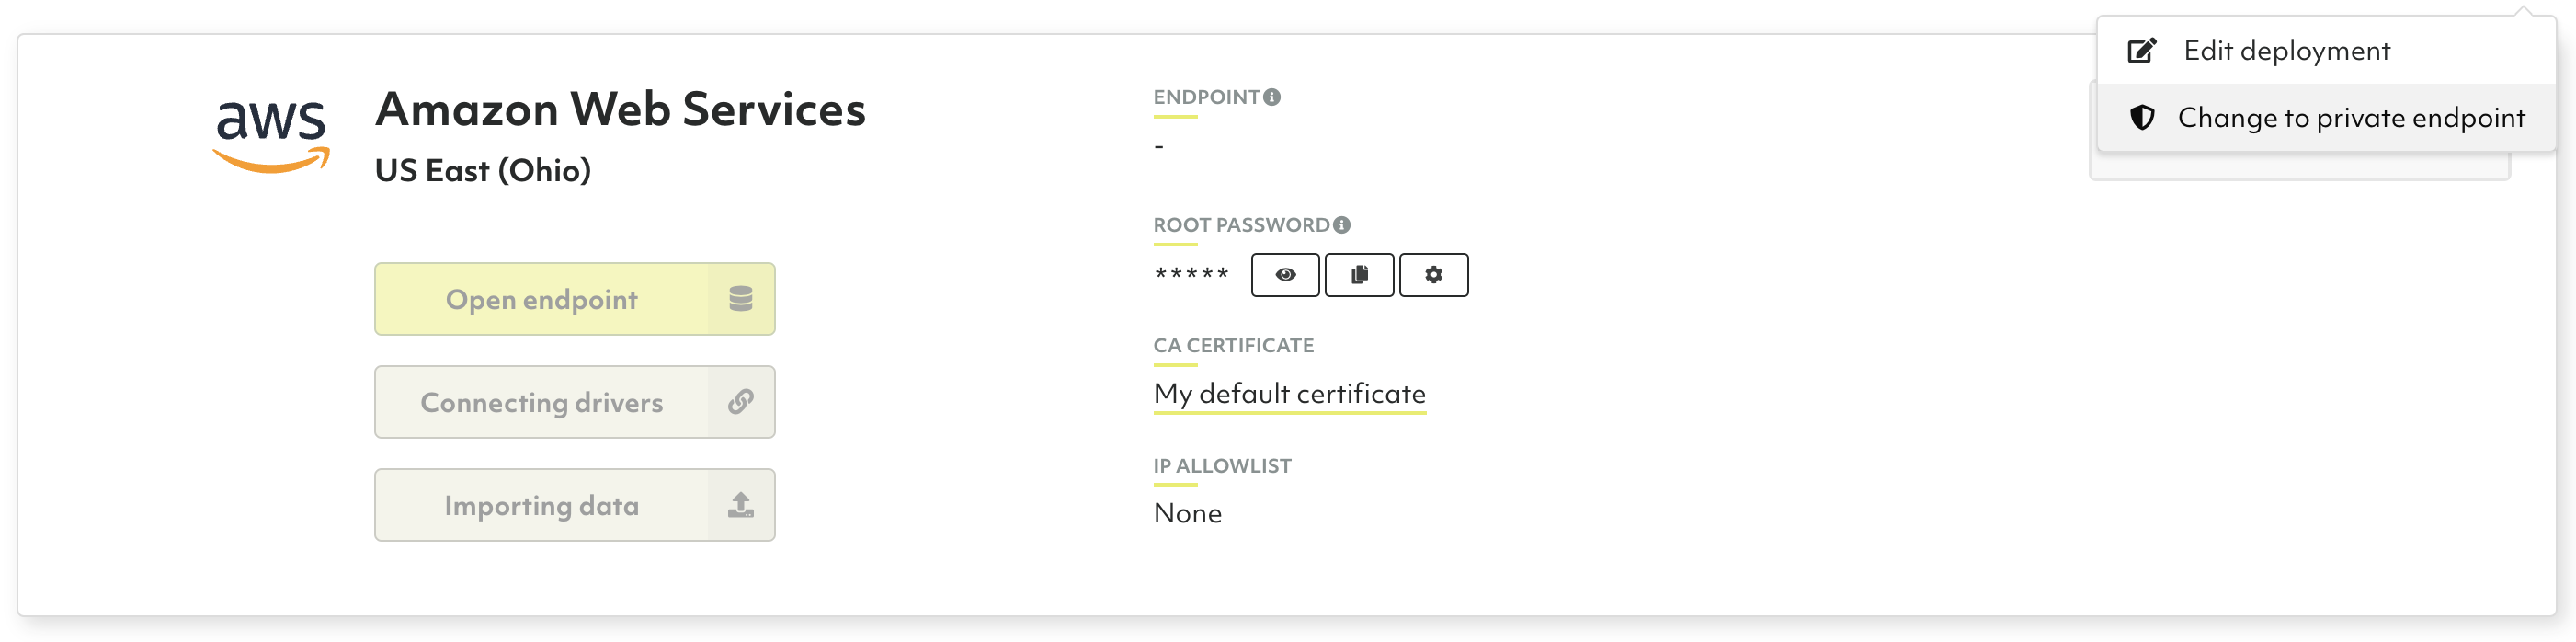 aws
Amazon Web Services
US East (Ohio)
Open endpoint
Connecting drivers
Importing data
ENDPOINT
-
ROOT PASSWORD
*****
CA CERTIFICATE
My default certificate
IP ALLOWLIST
None
Edit deployment
Change to private endpoint